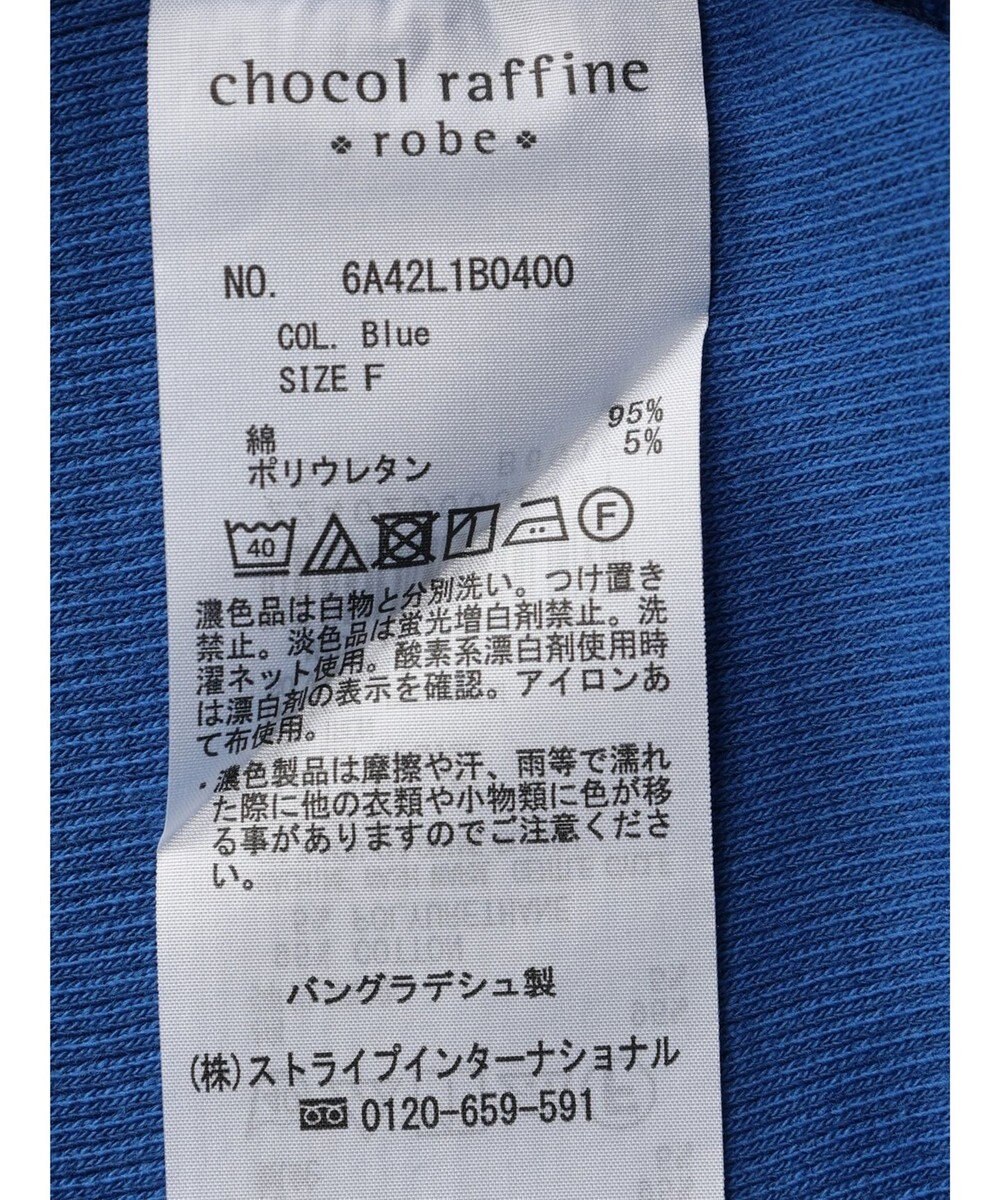 chocol raffine
robe
NO. 6A42L1B0400
COL. Blue
SIZE F
綿 95%
ポリウレタン 5%
40
F
濃色品は白物と分別洗い。つけ置き
禁止。淡色品は蛍光増白剤禁止。洗
濯ネット使用。酸素系漂白剤使用時
は漂白剤の表示を確認。アイロンあ
て布使用。
・濃色製品は摩擦や汗、雨等で濡れ
た際に他の衣類や小物類に色が移
る事がありますのでご注意くださ
い。
5% POLYURETHANE
95% COTTON
バングラデシュ製
(株)ストライプインターナショナル
0120-659-591